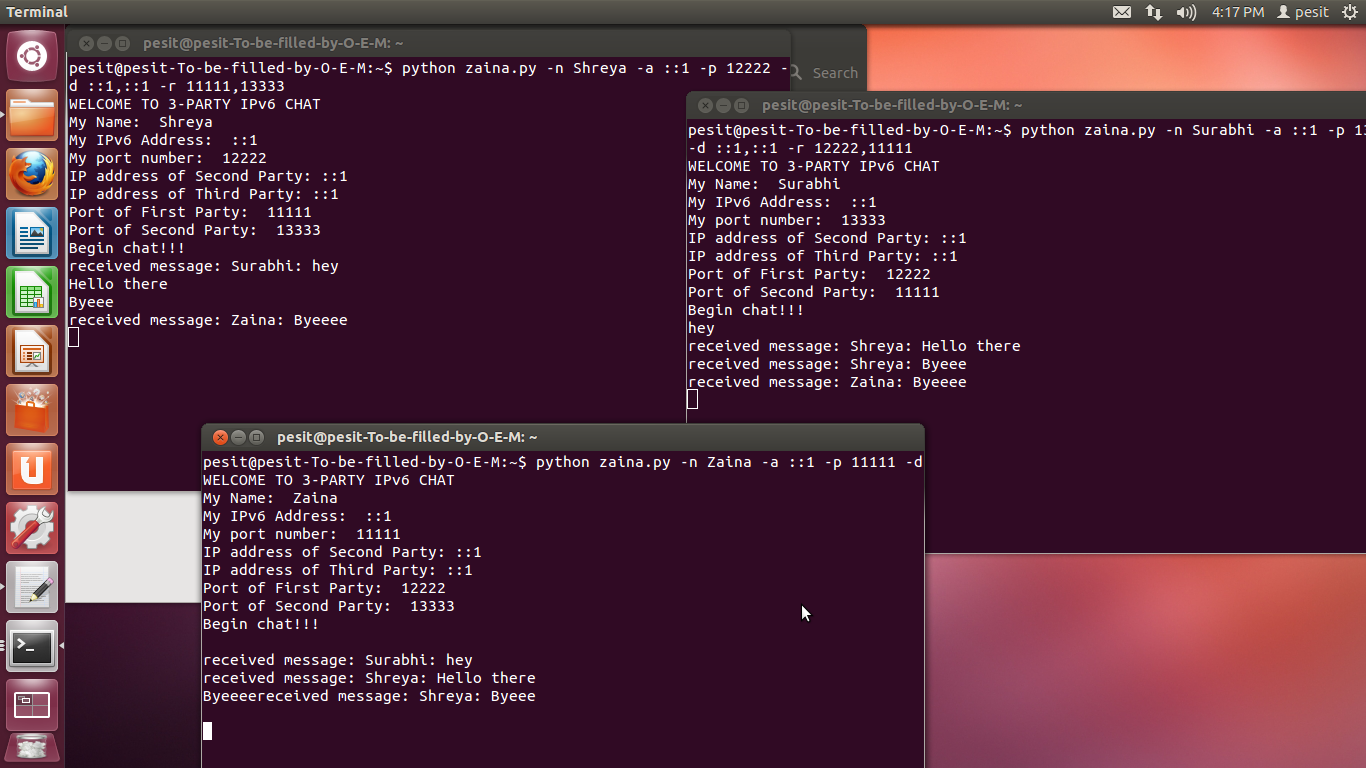 Terminal
4:17 PM
pesit
pesit@pesit-To-be-filled-by-O-E-M: ~
Search
pesit@pesit-To-be-filled-by-O-E-M:~$ python zaina.py -n Shreya -a ::1 -p 12222 -
d ::1,::1 -r 11111,13333
WELCOME TO 3-PARTY IPv6 CHAT
My Name:  Shreya
My IPv6 Address:  ::1
My port number:  12222
IP address of Second Party: ::1
IP address of Third Party: ::1
Port of First Party:  11111
Port of Second Party:  13333
Begin chat!!!
received message: Surabhi: hey
Hello there
Byeee
received message: Zaina: Byeeee
pesit@pesit-To-be-filled-by-O-E-M: ~
pesit@pesit-To-be-filled-by-O-E-M:~$ python zaina.py -n Surabhi -a ::1 -p
-d ::1,::1 -r 12222,11111
WELCOME TO 3-PARTY IPv6 CHAT
My Name:  Surabhi
My IPv6 Address:  ::1
My port number:  13333
IP address of Second Party: ::1
IP address of Third Party: ::1
Port of First Party:  12222
Port of Second Party:  11111
Begin chat!!!
hey
received message: Shreya: Hello there
received message: Shreya: Byeee
received message: Zaina: Byeeee
pesit@pesit-To-be-filled-by-O-E-M: ~
pesit@pesit-To-be-filled-by-O-E-M:~$ python zaina.py -n Zaina -a ::1 -p 11111 -d
WELCOME TO 3-PARTY IPv6 CHAT
My Name:  Zaina
My IPv6 Address:  ::1
My port number:  11111
IP address of Second Party: ::1
IP address of Third Party: ::1
Port of First Party:  12222
Port of Second Party:  13333
Begin chat!!!
received message: Surabhi: hey
received message: Shreya: Hello there
Byeeeereceived message: Shreya: Byeee